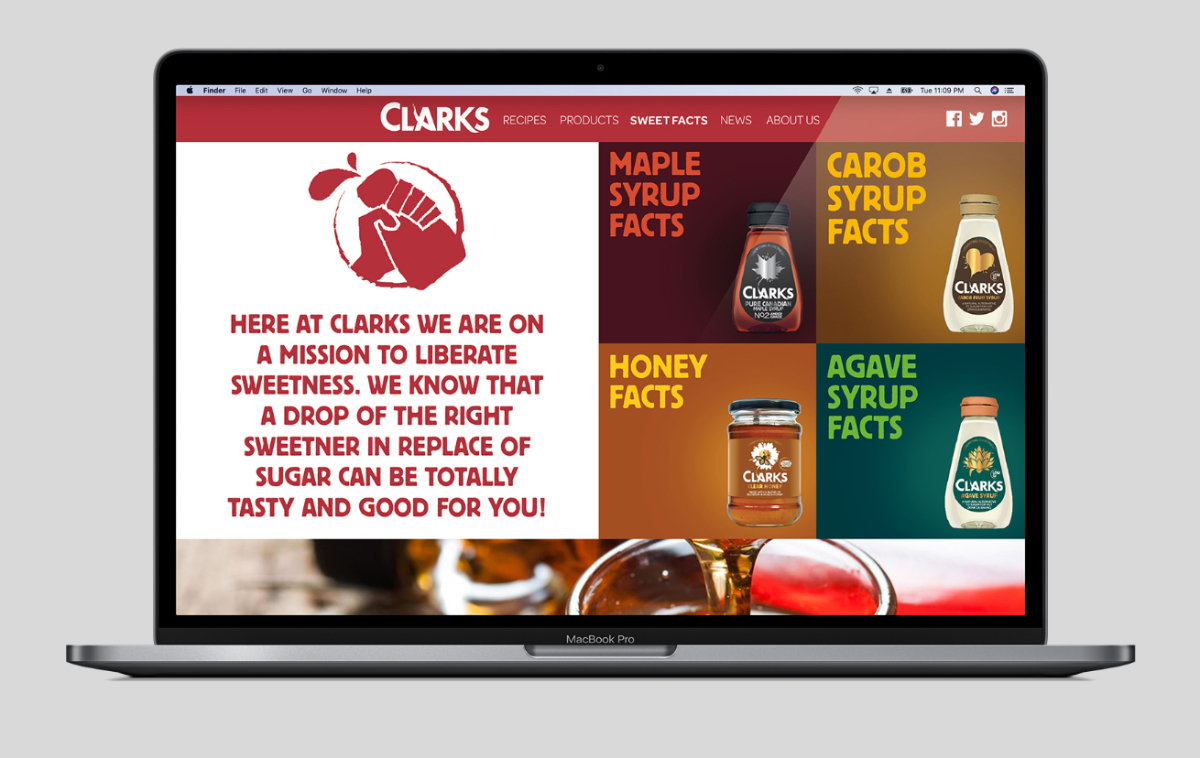 Finder File Edit View Go Window Help
Tue 11:09 PM
CLARKS
RECIPES PRODUCTS SWEET FACTS NEWS ABOUT US
HERE AT CLARKS WE ARE ON
A MISSION TO LIBERATE
SWEETNESS. WE KNOW THAT
A DROP OF THE RIGHT
SWEETNER IN REPLACE OF
SUGAR CAN BE TOTALLY
TASTY AND GOOD FOR YOU!
MAPLE
SYRUP
FACTS
CLARKS
PURE CANADIAN
MAPLE SYRUP
No.2
CAROB
SYRUP
FACTS
CLARKS
CAROB FRUIT SYRUP
HONEY
FACTS
CLARKS
CLEAR HONEY
AGAVE
SYRUP
FACTS
CLARKS
AGAVE SYRUP
MacBook Pro